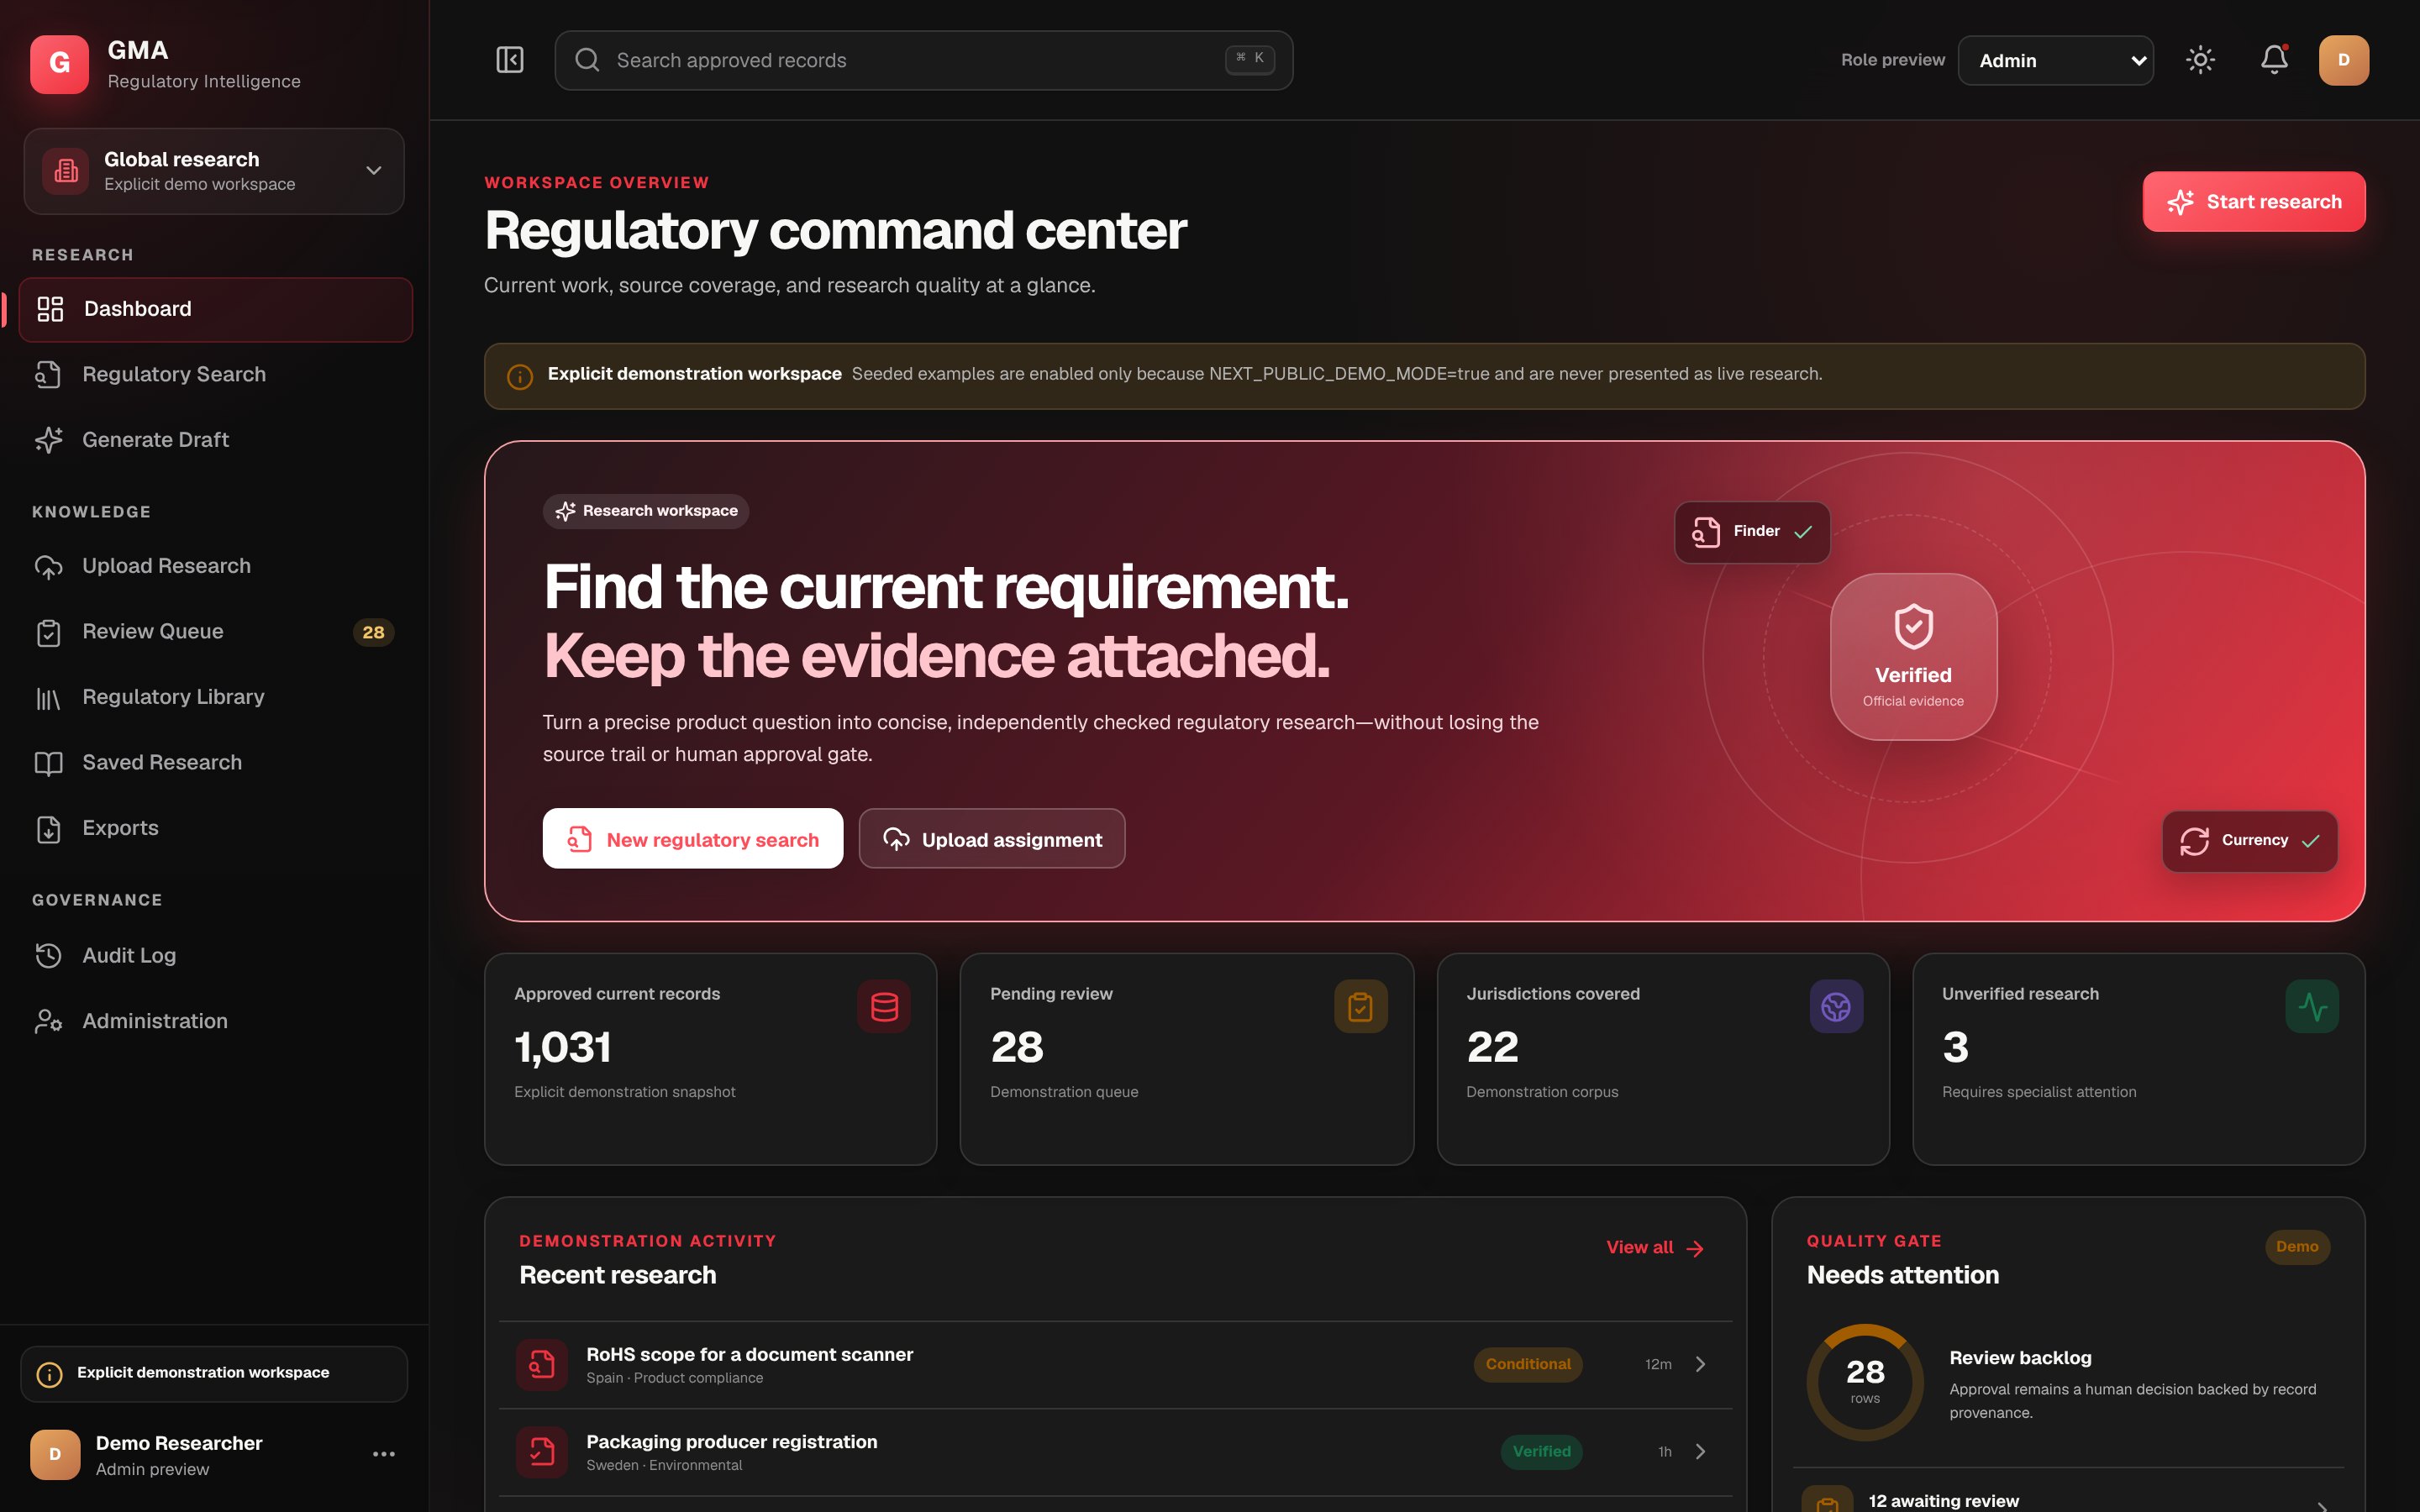 G
GMA
Regulatory Intelligence
Global research
Explicit demo workspace
RESEARCH
Dashboard
Regulatory Search
Generate Draft
KNOWLEDGE
Upload Research
Review Queue
28
Regulatory Library
Saved Research
Exports
GOVERNANCE
Audit Log
Administration
Explicit demonstration workspace
D
Demo Researcher
Admin preview
Search approved records
⌘ K
Role preview
Admin
D
WORKSPACE OVERVIEW
Regulatory command center
Current work, source coverage, and research quality at a glance.
Start research
Explicit demonstration workspace Seeded examples are enabled only because NEXT_PUBLIC_DEMO_MODE=true and are never presented as live research.
Research workspace
Find the current requirement.
Keep the evidence attached.
Turn a precise product question into concise, independently checked regulatory research—without losing the
source trail or human approval gate.
New regulatory search
Upload assignment
Finder
Verified
Official evidence
Currency
Approved current records
1,031
Explicit demonstration snapshot
Pending review
28
Demonstration queue
Jurisdictions covered
22
Demonstration corpus
Unverified research
3
Requires specialist attention
DEMONSTRATION ACTIVITY
Recent research
View all
RoHS scope for a document scanner
Spain · Product compliance
Conditional
12m
Packaging producer registration
Sweden · Environmental
Verified
1h
QUALITY GATE
Needs attention
Demo
28
rows
Review backlog
Approval remains a human decision backed by record
provenance.
12 awaiting review